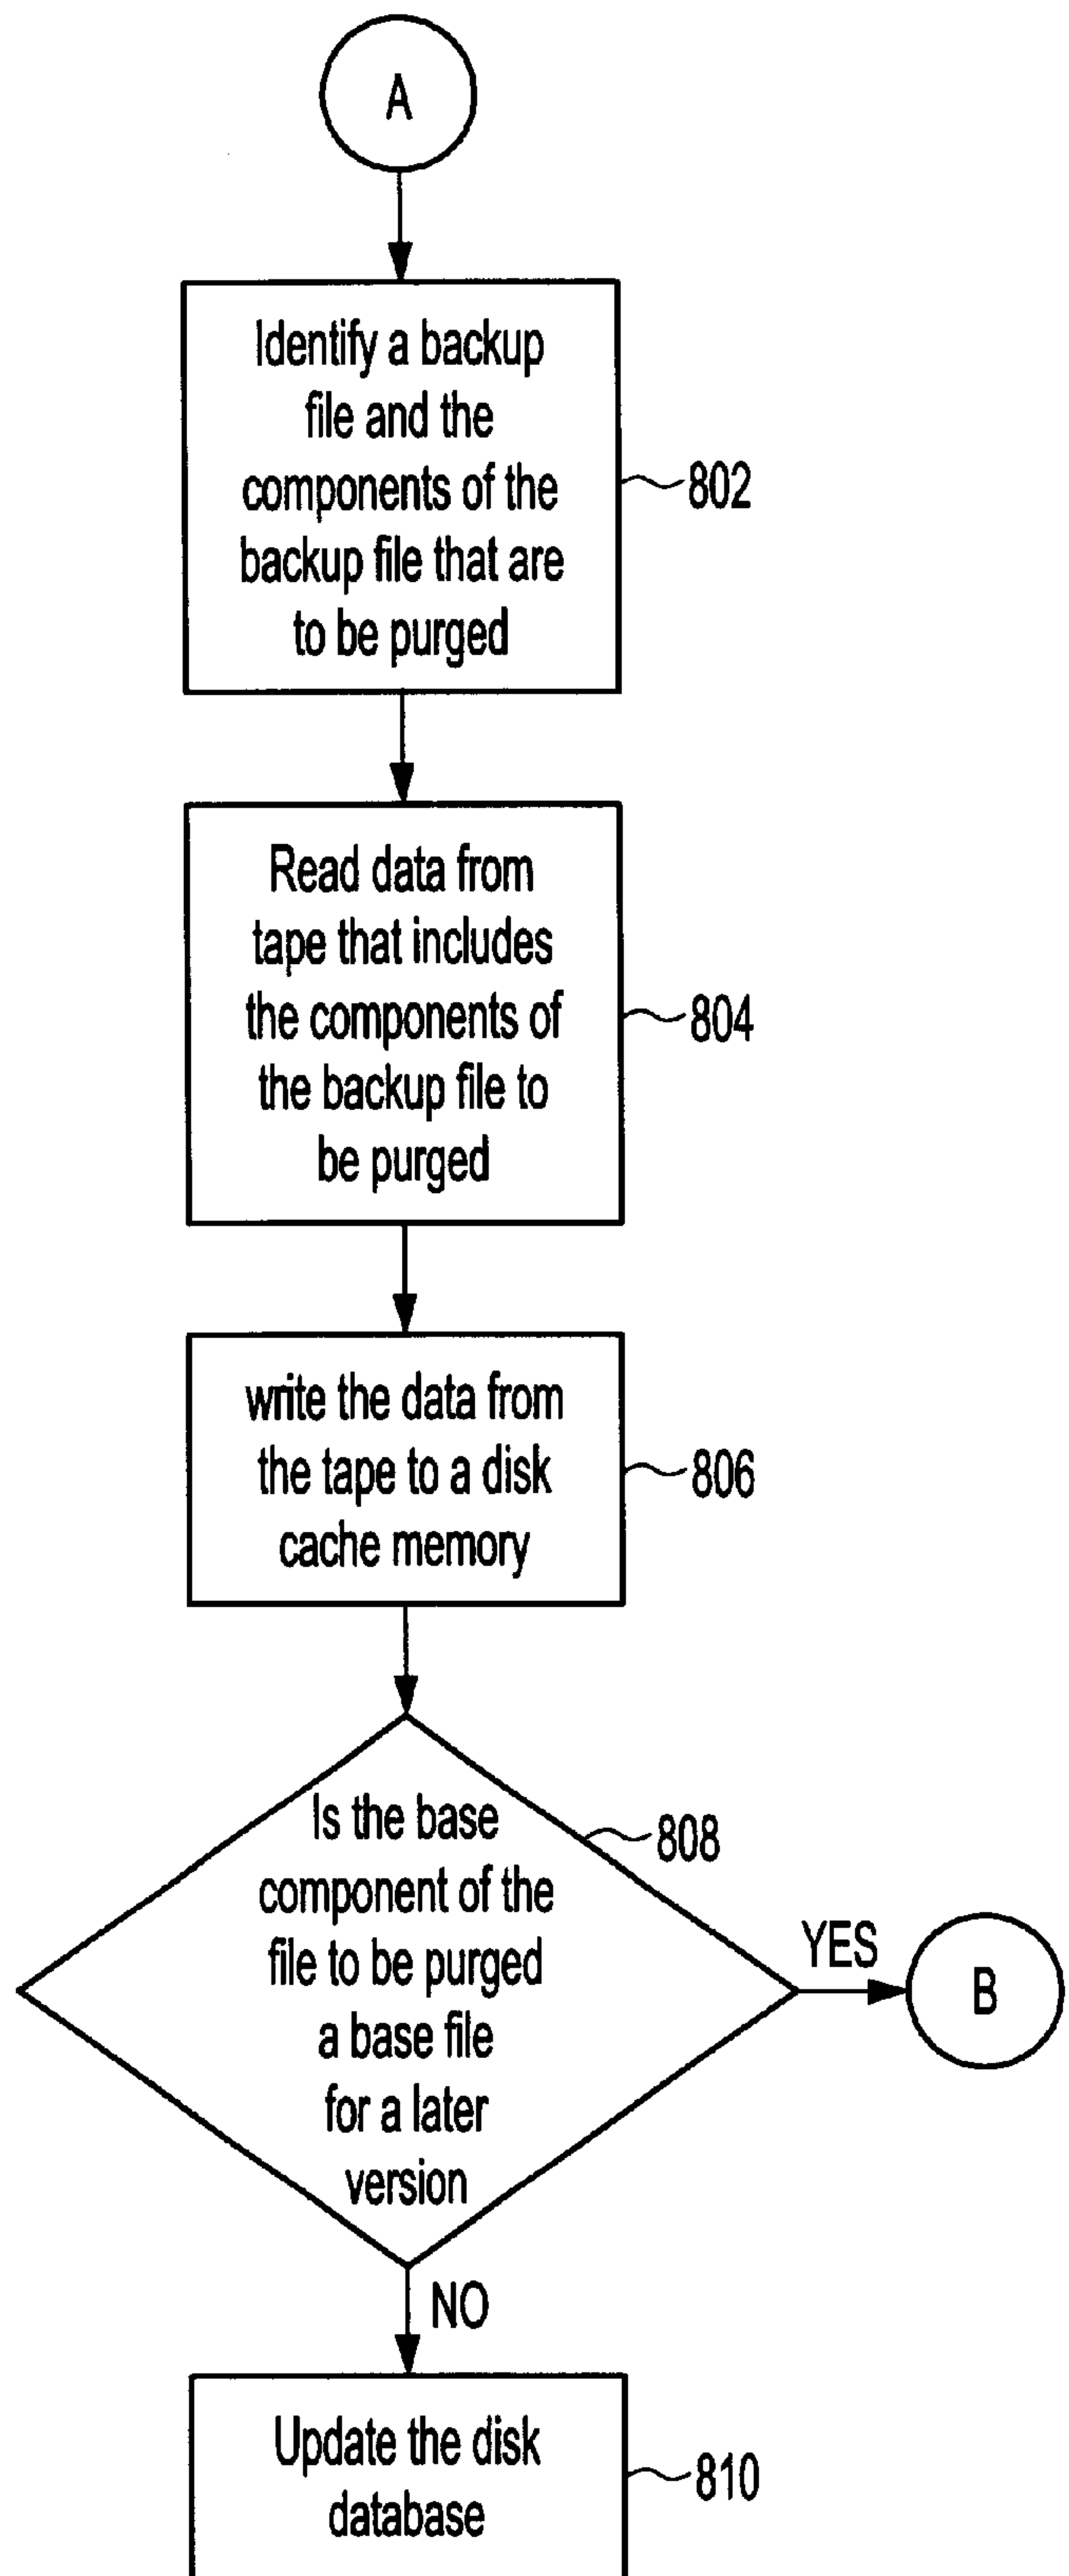 A
Identify a backup
file and the
components of the
backup file that are
to be purged
802
Read data from
tape that includes
the components of
the backup file to
be purged
804
write the data from
the tape to a disk
cache memory
806
Is the base
component of the
file to be purged
a base file
for a later
version
808
YES
B
NO
Update the disk
database
810